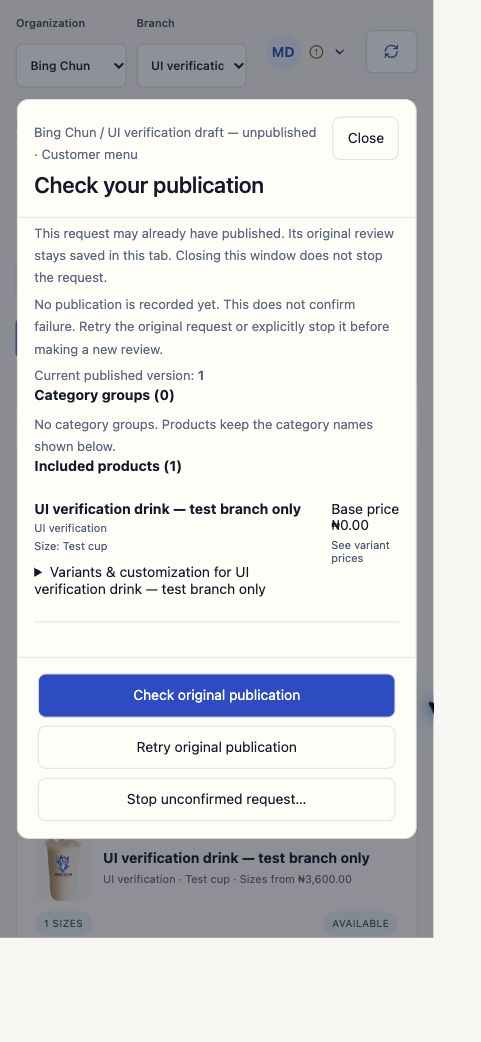 Organization
Branch
Bing Chun
UI verificatic
MD
Bing Chun / UI verification draft — unpublished
· Customer menu
Close
Check your publication
This request may already have published. Its original review
stays saved in this tab. Closing this window does not stop
the request.
No publication is recorded yet. This does not confirm
failure. Retry the original request or explicitly stop it before
making a new review.
Current published version: 1
Category groups (0)
No category groups. Products keep the category names
shown below.
Included products (1)
UI verification drink — test branch only
Base price
₦0.00
UI verification
Size: Test cup
See variant
prices
Variants & customization for UI
verification drink — test branch only
Check original publication
Retry original publication
Stop unconfirmed request...
UI verification drink — test branch only
UI verification · Test cup · Sizes from ₦3,600.00
1 SIZES
AVAILABLE